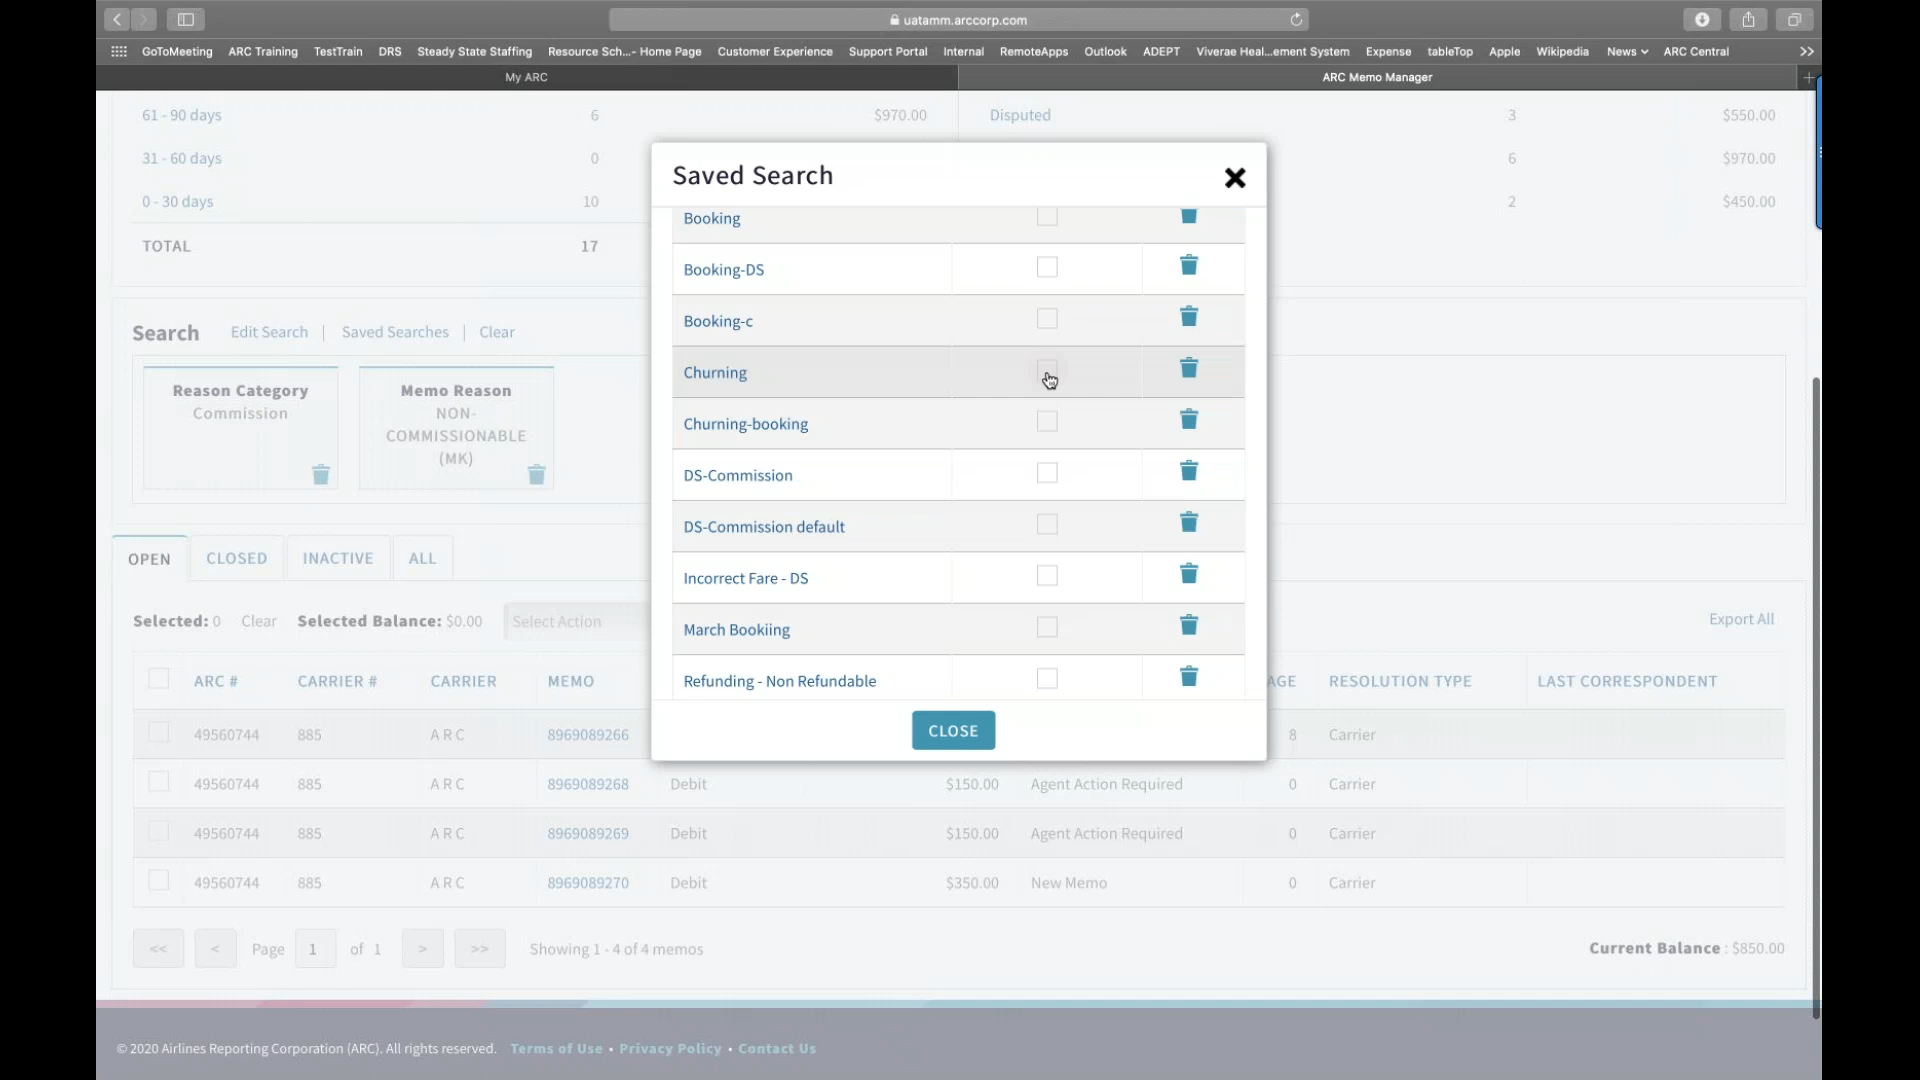 uatamm.arccorp.com
GoToMeeting ARC Training TestTrain DRS Steady State Staffing Resource Sch...- Home Page Customer Experience Support Portal Internal RemoteApps Outlook ADEPT Viverae Heal...ement System Expense tableTop Apple Wikipedia News ARC Central
My ARC ARC Memo Manager
61 - 90 days 6 $970.00 Disputed 3 $550.00
31 - 60 days 0 6 $970.00
0 - 30 days 10 2 $450.00
TOTAL 17
Saved Search
Booking
Booking-DS
Booking-c
Churning
Churning-booking
DS-Commission
DS-Commission default
Incorrect Fare - DS
March Bookiing
Refunding - Non Refundable
CLOSE
Search Edit Search | Saved Searches | Clear
Reason Category
Commission
Memo Reason
NON-
COMMISSIONABLE
(MK)
OPEN CLOSED INACTIVE ALL
Selected: 0 Clear Selected Balance: $0.00 Select Action Export All
ARC # CARRIER # CARRIER MEMO AGE RESOLUTION TYPE LAST CORRESPONDENT
49560744 885 A R C 8969089266 8 Carrier
49560744 885 A R C 8969089268 Debit $150.00 Agent Action Required 0 Carrier
49560744 885 A R C 8969089269 Debit $150.00 Agent Action Required 0 Carrier
49560744 885 A R C 8969089270 Debit $350.00 New Memo 0 Carrier
<< < Page 1 of 1 > >> Showing 1 - 4 of 4 memos Current Balance : $850.00
© 2020 Airlines Reporting Corporation (ARC). All rights reserved. Terms of Use • Privacy Policy • Contact Us